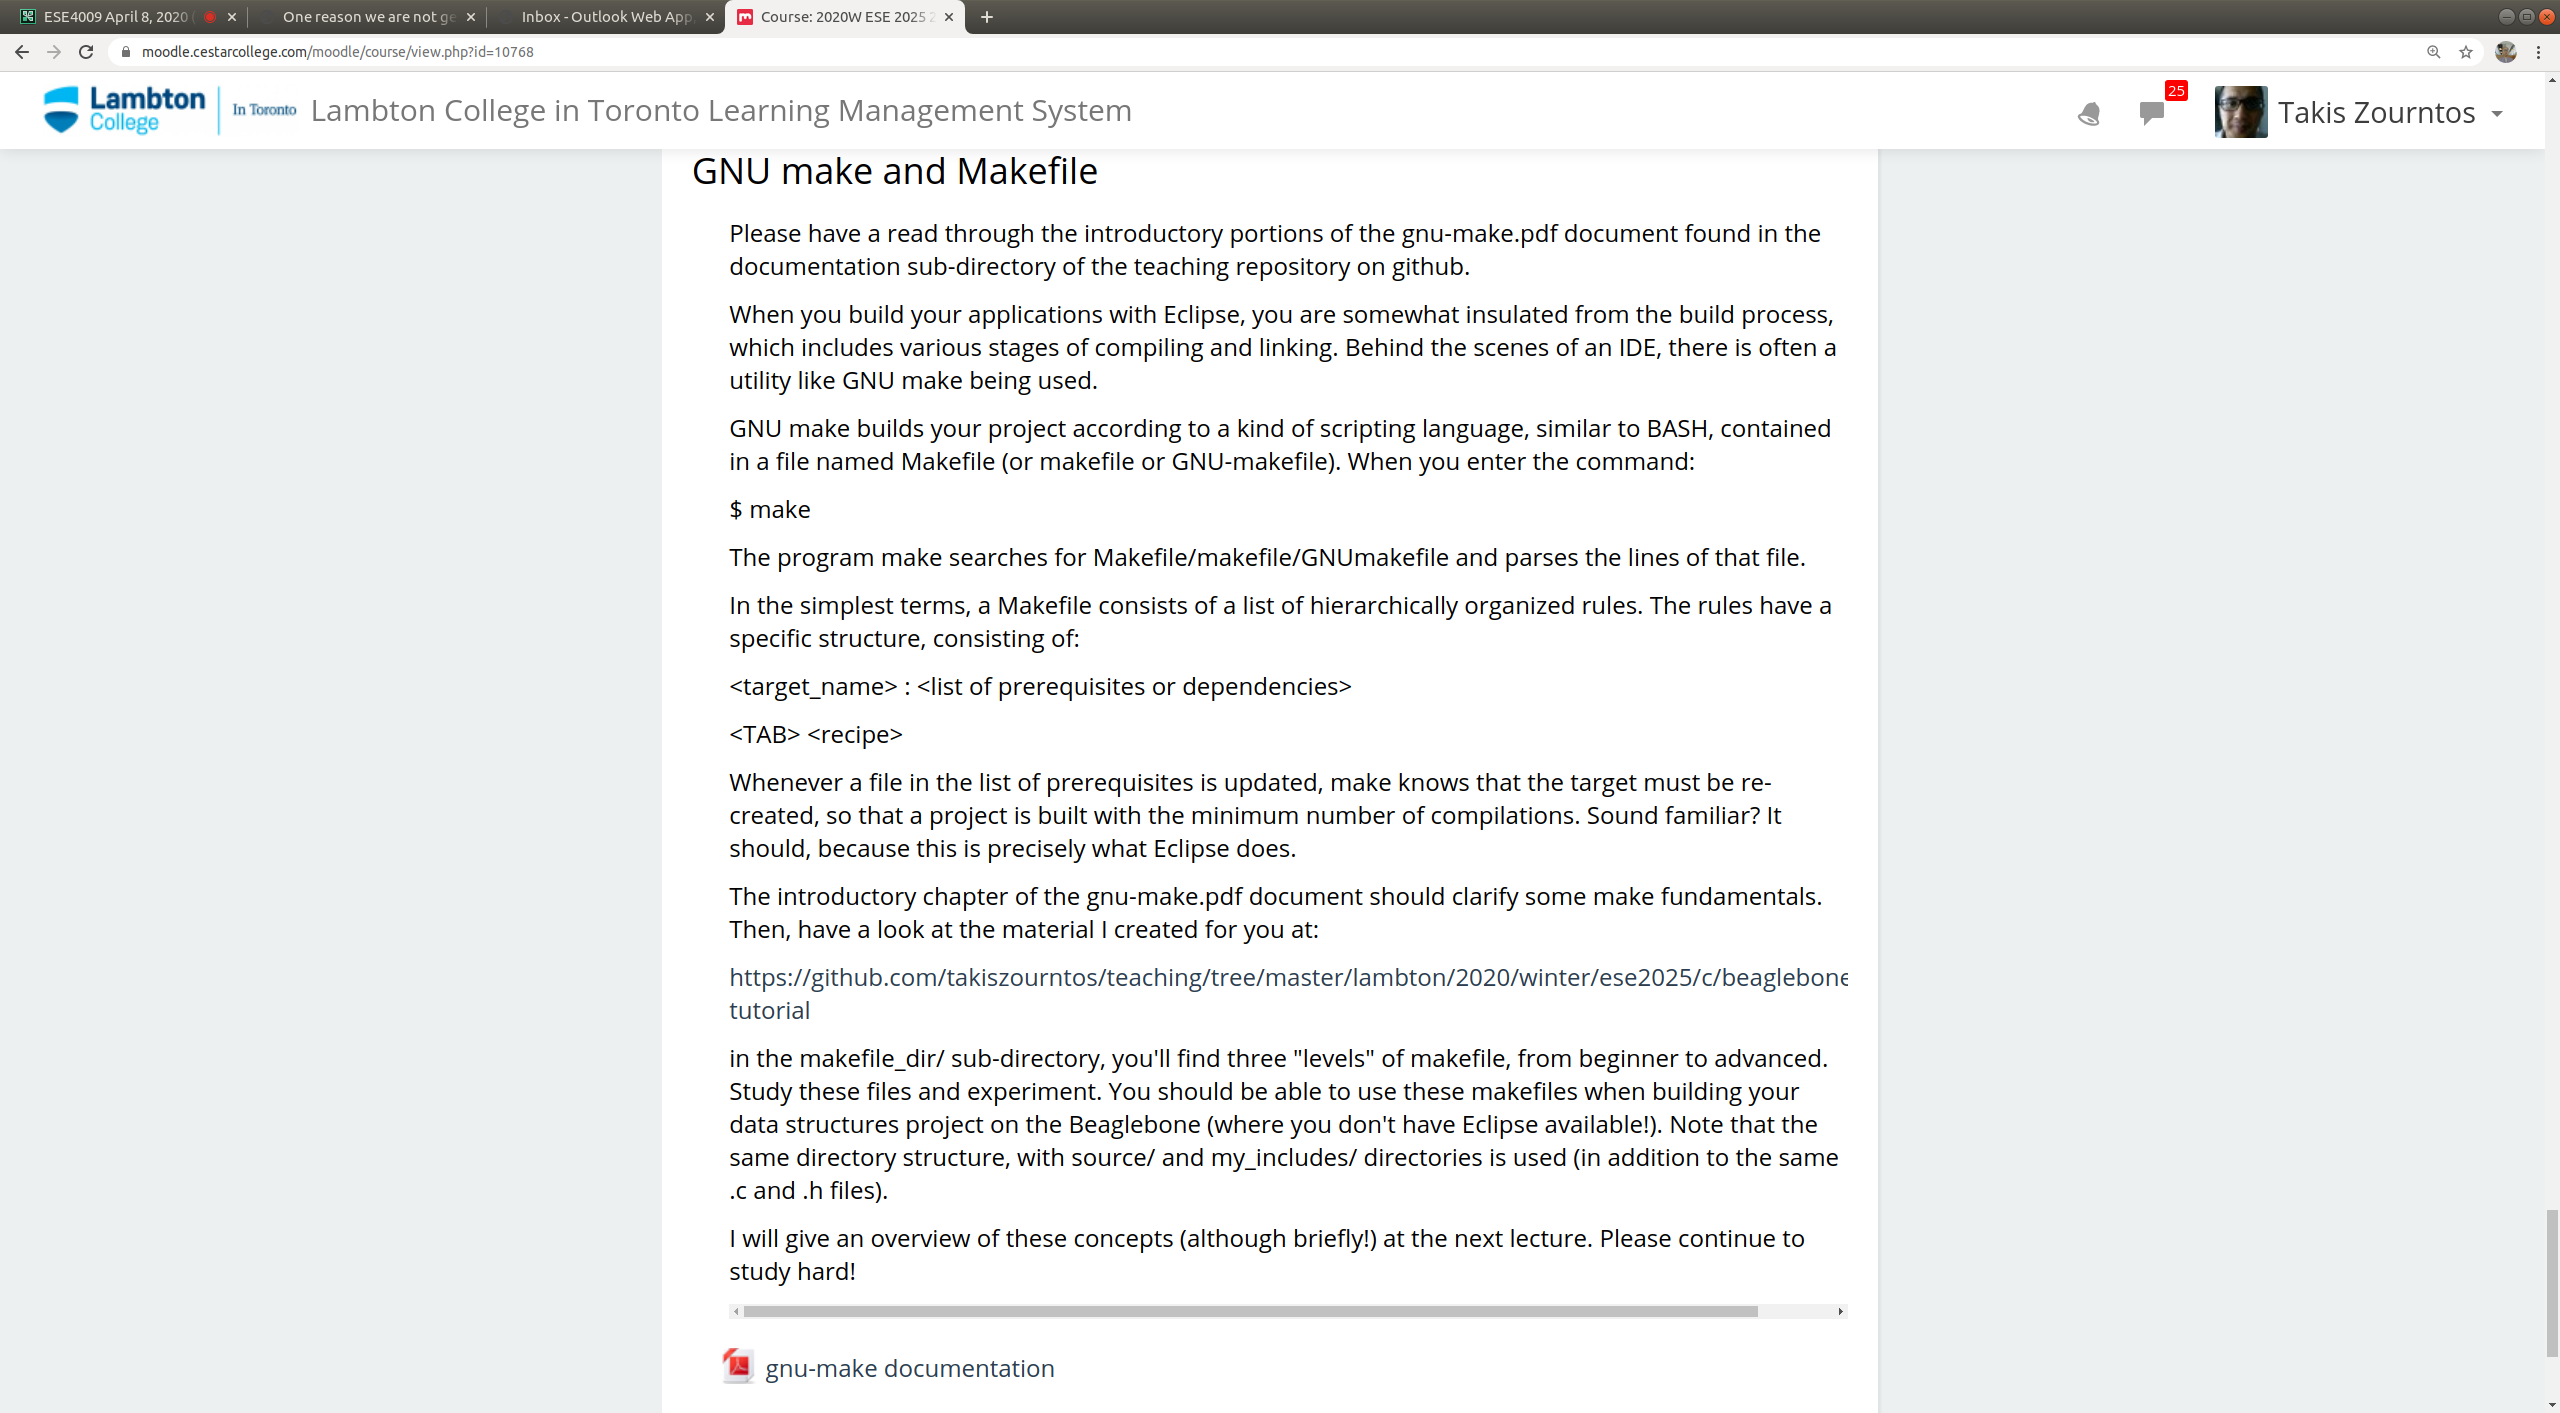 ESE4009 April 8, 2020
One reason we are not ge
Inbox - Outlook Web App
Course: 2020W ESE 2025 2
moodle.cestarcollege.com/moodle/course/view.php?id=10768
Lambton College
In Toronto
Lambton College in Toronto Learning Management System
25
Takis Zourntos
GNU make and Makefile
Please have a read through the introductory portions of the gnu-make.pdf document found in the
documentation sub-directory of the teaching repository on github.
When you build your applications with Eclipse, you are somewhat insulated from the build process,
which includes various stages of compiling and linking. Behind the scenes of an IDE, there is often a
utility like GNU make being used.
GNU make builds your project according to a kind of scripting language, similar to BASH, contained
in a file named Makefile (or makefile or GNU-makefile). When you enter the command:
$ make
The program make searches for Makefile/makefile/GNUmakefile and parses the lines of that file.
In the simplest terms, a Makefile consists of a list of hierarchically organized rules. The rules have a
specific structure, consisting of:
<target_name> : <list of prerequisites or dependencies>
<TAB> <recipe>
Whenever a file in the list of prerequisites is updated, make knows that the target must be re-
created, so that a project is built with the minimum number of compilations. Sound familiar? It
should, because this is precisely what Eclipse does.
The introductory chapter of the gnu-make.pdf document should clarify some make fundamentals.
Then, have a look at the material I created for you at:
https://github.com/takiszourntos/teaching/tree/master/lambton/2020/winter/ese2025/c/beaglebone
tutorial
in the makefile_dir/ sub-directory, you'll find three "levels" of makefile, from beginner to advanced.
Study these files and experiment. You should be able to use these makefiles when building your
data structures project on the Beaglebone (where you don't have Eclipse available!). Note that the
same directory structure, with source/ and my_includes/ directories is used (in addition to the same
.c and .h files).
I will give an overview of these concepts (although briefly!) at the next lecture. Please continue to
study hard!
gnu-make documentation